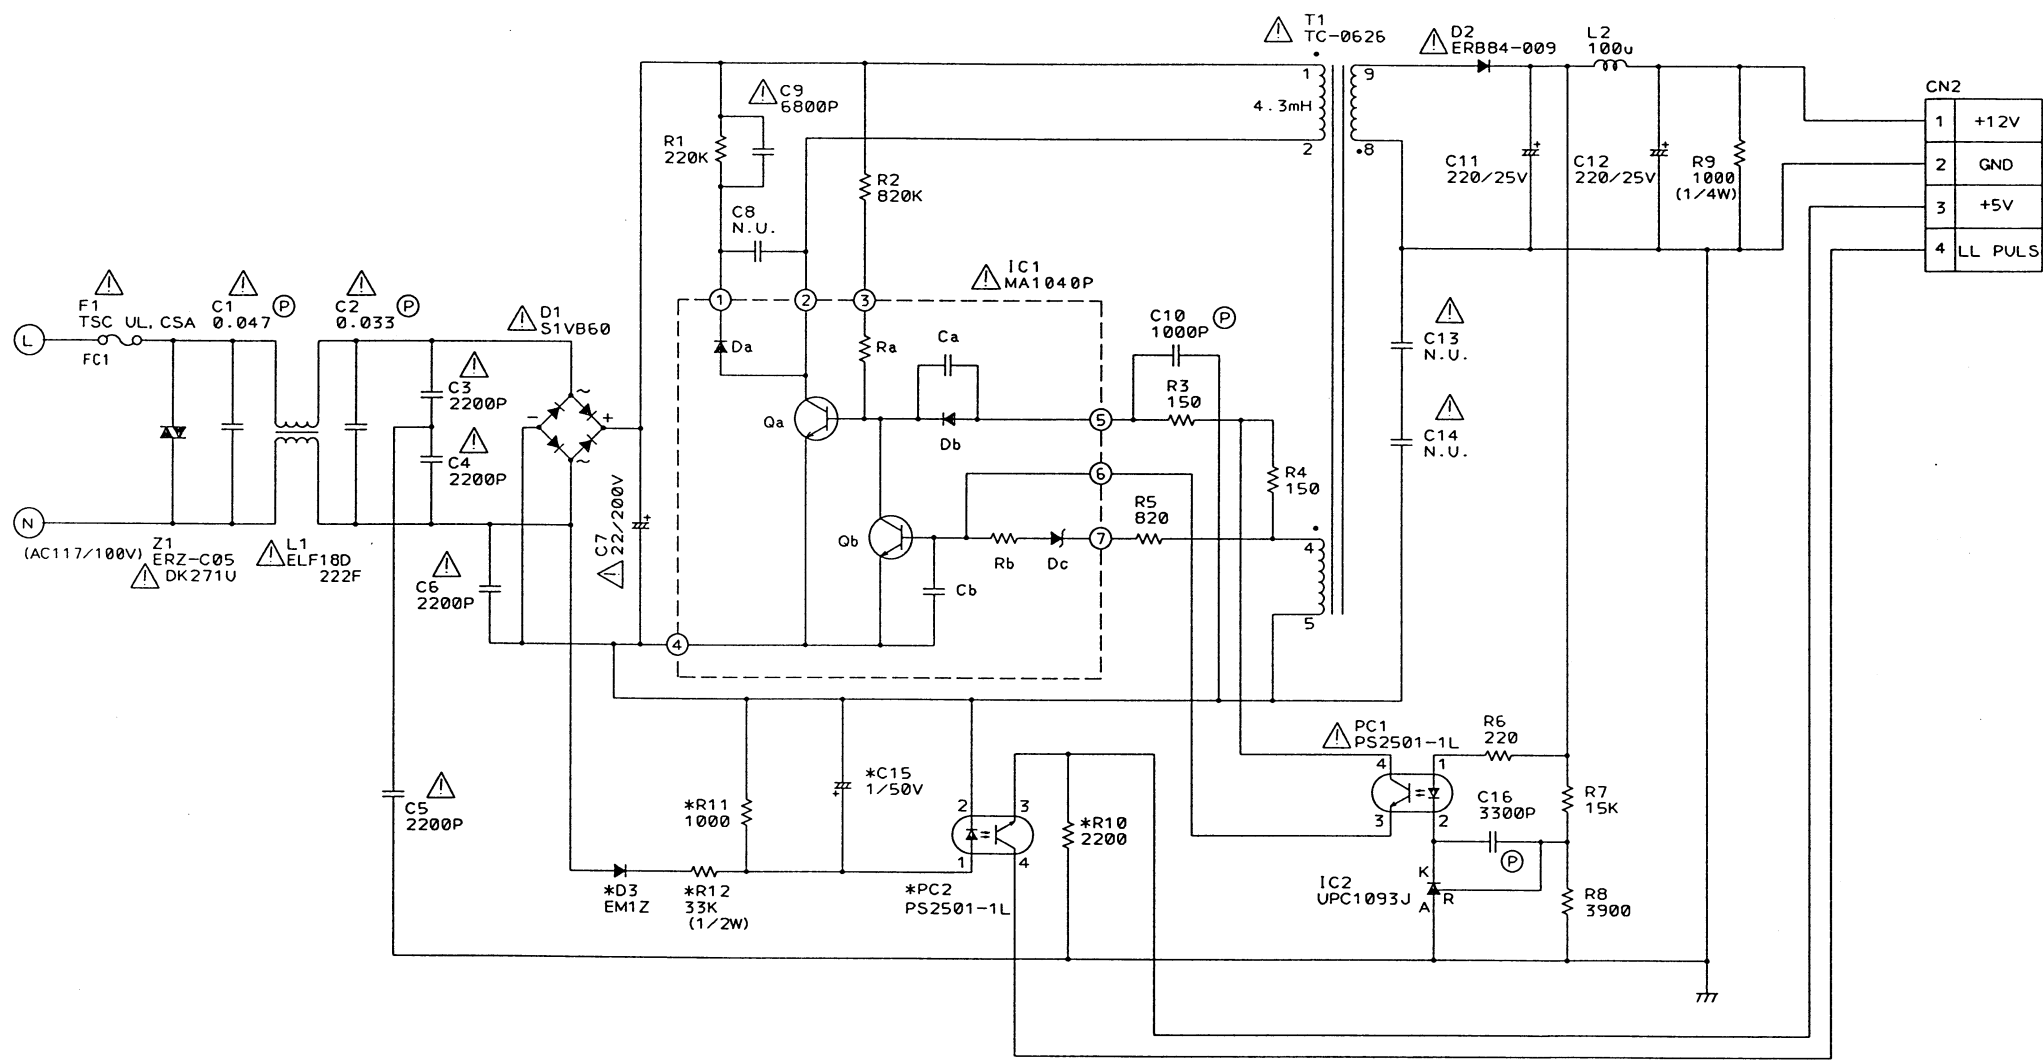 T1
TC-0626
D2
ERB84-009
L2
100u
C9
6800P
1
9
4.3mH
2
8
R1
220K
R2
820K
C8
N.U.
C11
220/25V
C12
220/25V
R9
1000
(1/4W)
CN2
1 +12V
2 GND
3 +5V
4 LL PULS
IC1
MA1040P
F1
TSC UL,CSA
FC1
L
C1
0.047
P
C2
0.033
P
D1
S1VB60
1
2
3
Da
Ra
Ca
C10
1000P
P
C13
N.U.
C3
2200P
~
-
+
~
Qa
Db
5
R3
150
C14
N.U.
C4
2200P
6
R4
150
N
(AC117/100V)
Z1
ERZ-C05
DK271U
L1
ELF18D
222F
C7
22/200V
+
Qb
Rb
Dc
7
R5
820
4
C6
2200P
Cb
5
4
PC1
PS2501-1L
R6
220
4
1
3
2
C16
3300P
P
R7
15K
C5
2200P
*R11
1000
*C15
1/50V
+
2
3
1
4
*R10
2200
*D3
EM1Z
*R12
33K
(1/2W)
*PC2
PS2501-1L
IC2
UPC1093J
K
A
R
R8
3900